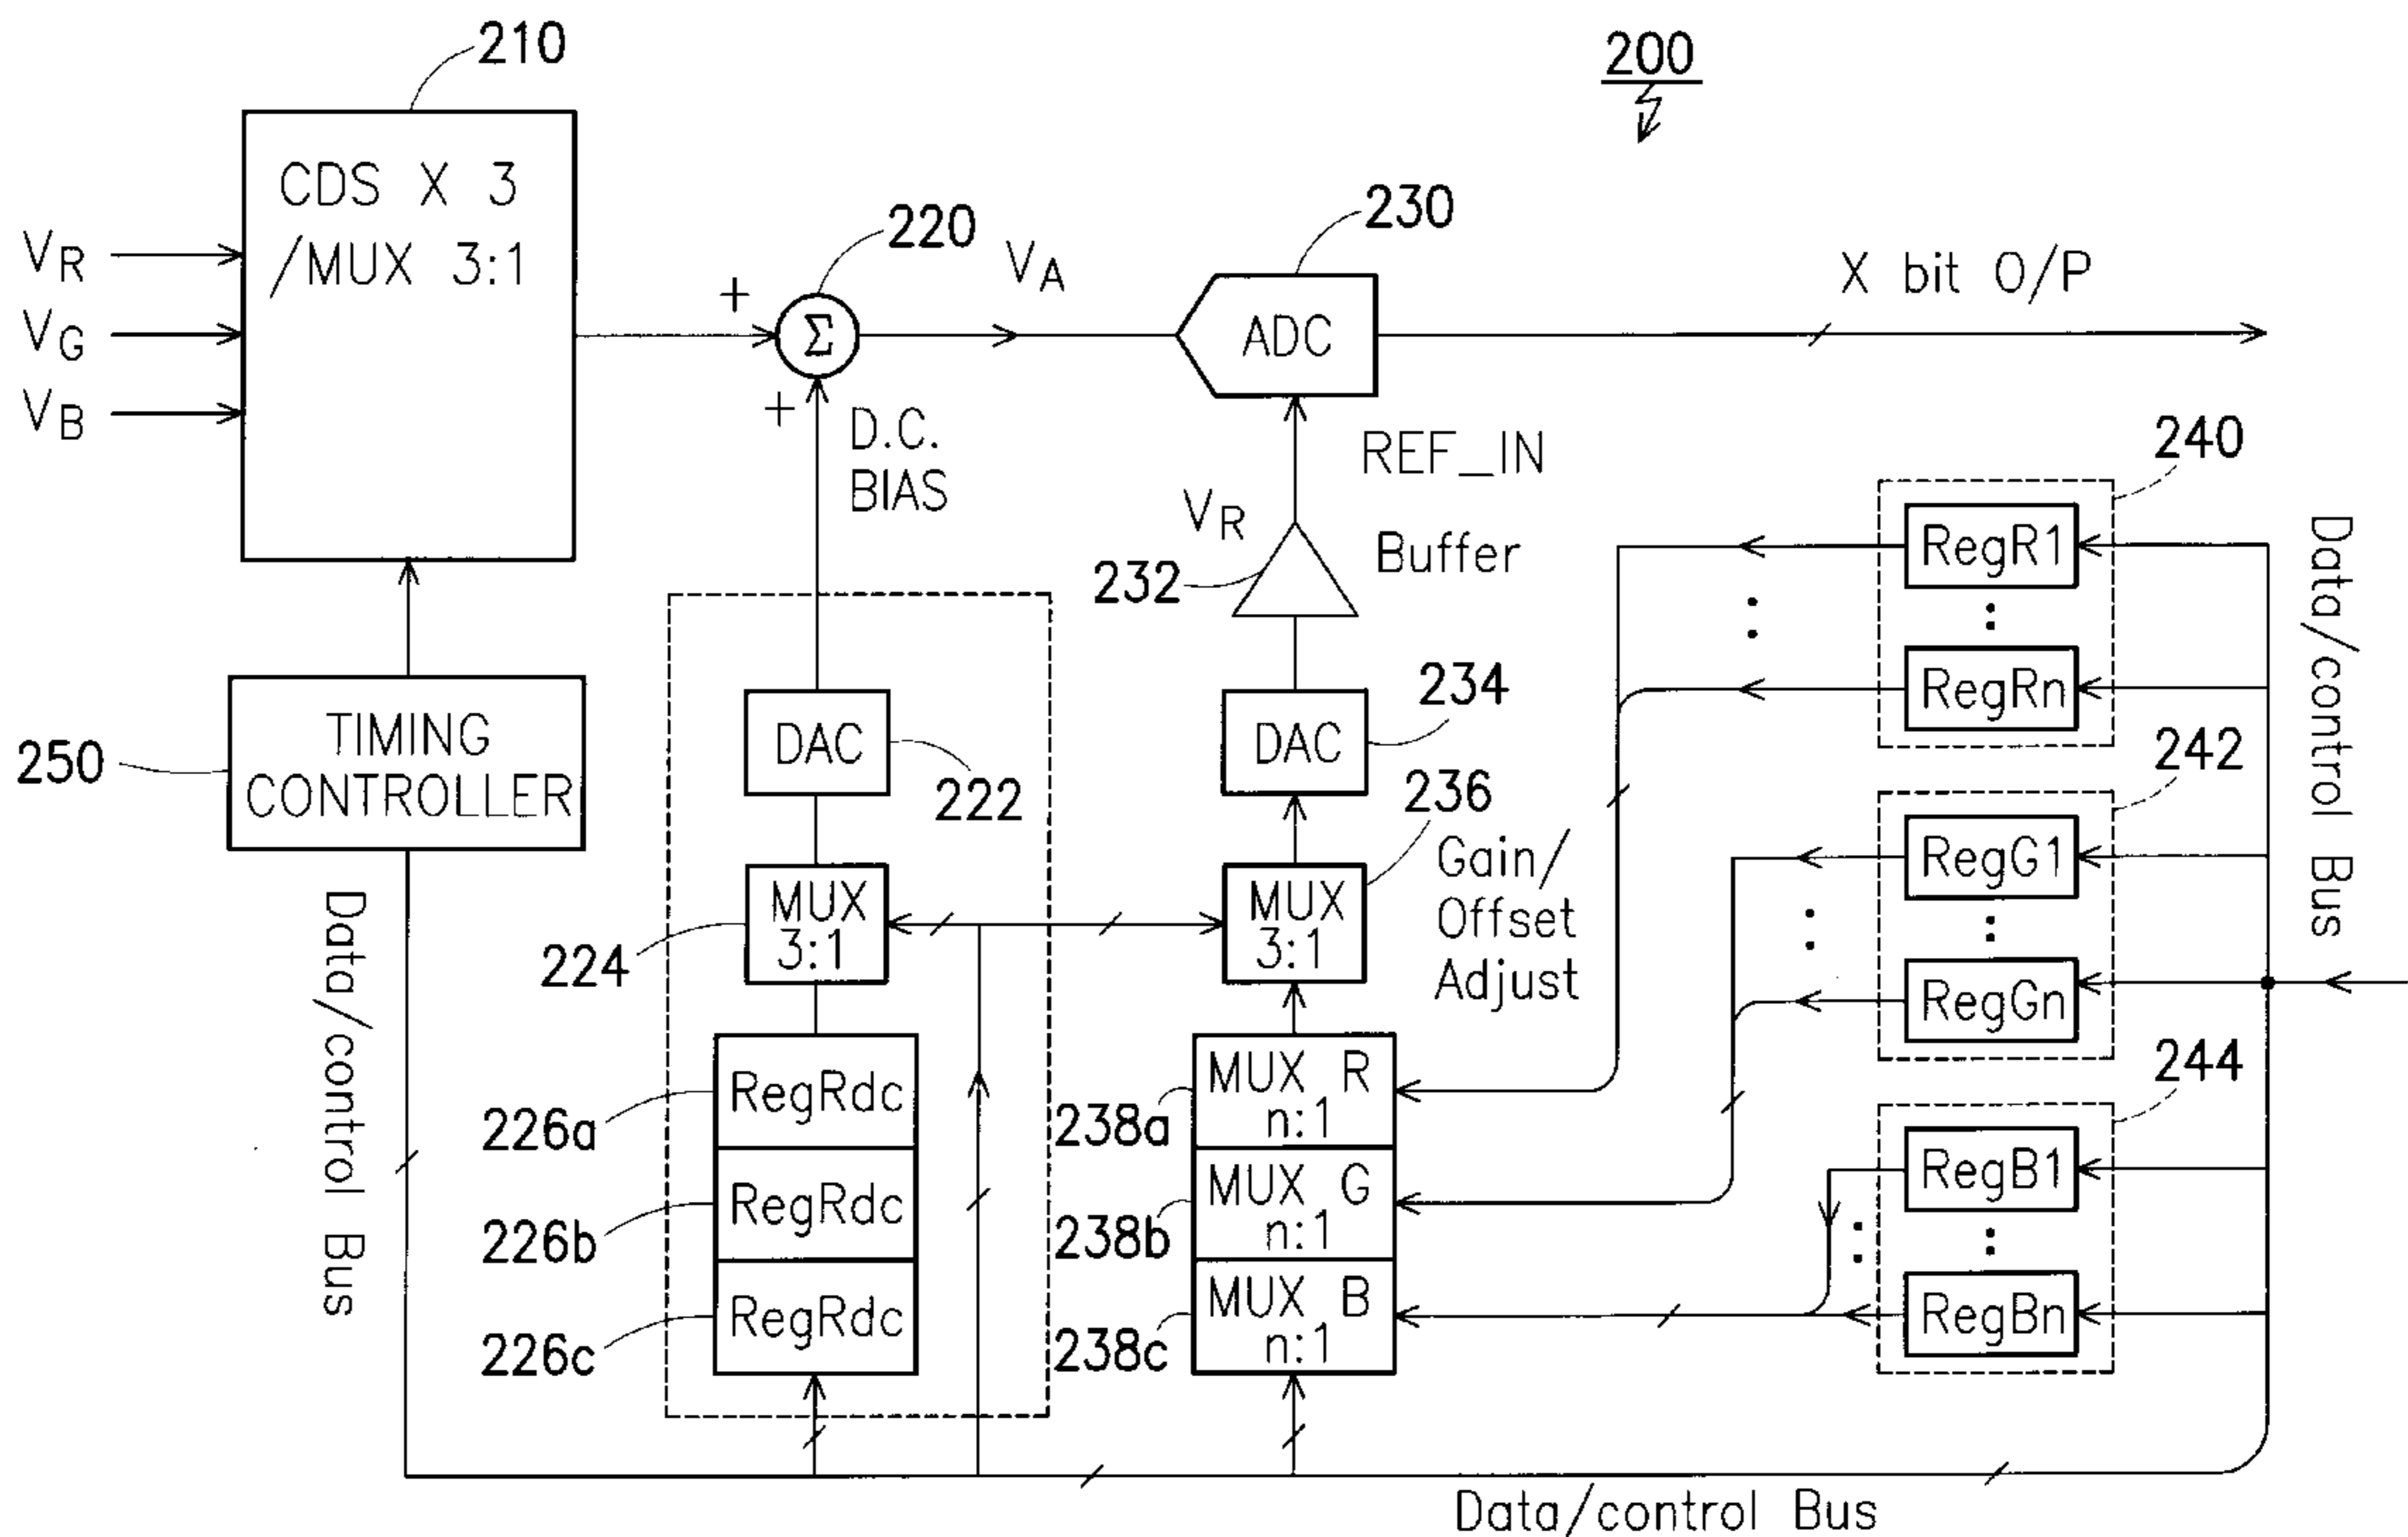 210
200
CDS X 3
/MUX 3:1
VR
VG
VB
+
220
Σ
+
D.C.
BIAS
VA
230
ADC
X bit O/P
REF_IN
VR
Buffer
232
240
RegR1
RegRn
Data/control Bus
TIMING
CONTROLLER
250
DAC
222
DAC
234
236
242
MUX
3:1
224
MUX
3:1
Gain/
Offset
Adjust
RegG1
RegGn
Data/control Bus
RegRdc
226a
RegRdc
226b
RegRdc
226c
MUX R
n:1
238a
MUX G
n:1
238b
MUX B
n:1
238c
244
RegB1
RegBn
Data/control Bus